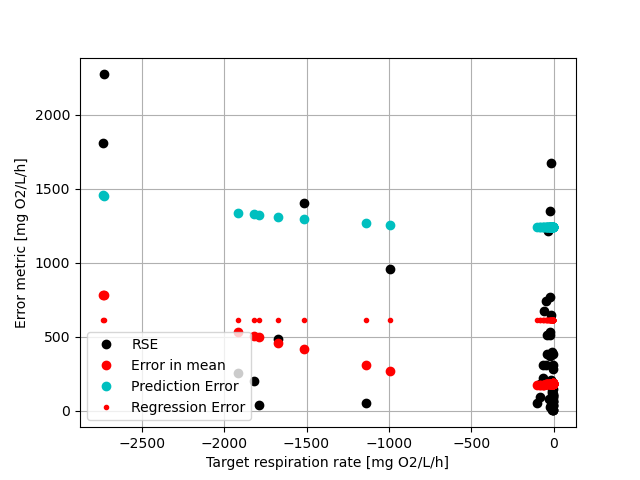 2000
1500
1000
500
0
Error metric [mg O2/L/h]
RSE
Error in mean
Prediction Error
Regression Error
−2500 −2000 −1500 −1000 −500 0
Target respiration rate [mg O2/L/h]